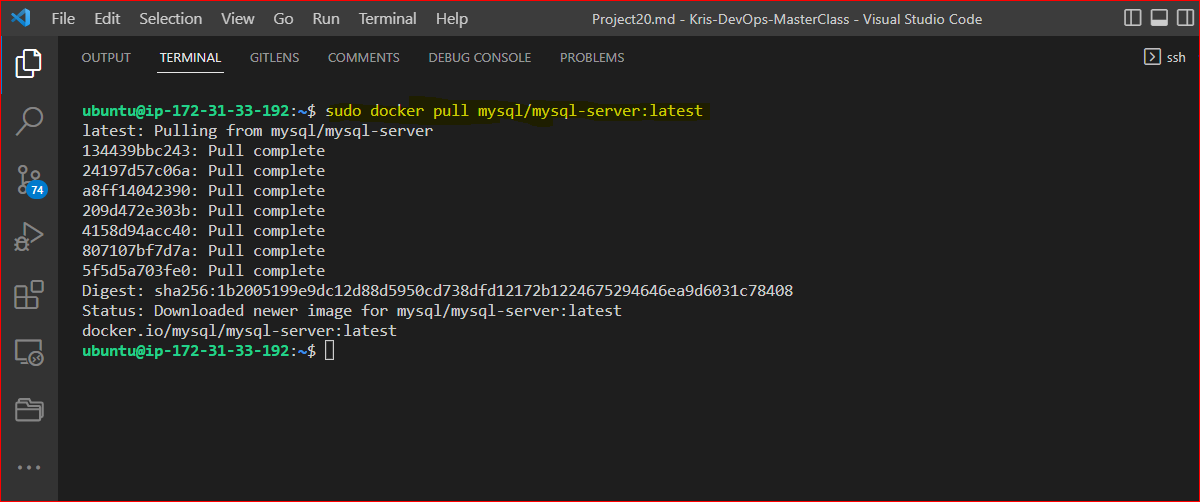 File Edit Selection View Go Run Terminal Help Project20.md - Kris-DevOps-MasterClass - Visual Studio Code
OUTPUT TERMINAL GITLENS COMMENTS DEBUG CONSOLE PROBLEMS ssh
ubuntu@ip-172-31-33-192:~$ sudo docker pull mysql/mysql-server:latest
latest: Pulling from mysql/mysql-server
134439bbc243: Pull complete
24197d57c06a: Pull complete
a8ff14042390: Pull complete
209d472e303b: Pull complete
4158d94acc40: Pull complete
807107bf7d7a: Pull complete
5f5d5a703fe0: Pull complete
Digest: sha256:1b2005199e9dc12d88d5950cd738dfd12172b1224675294646ea9d6031c78408
Status: Downloaded newer image for mysql/mysql-server:latest
docker.io/mysql/mysql-server:latest
ubuntu@ip-172-31-33-192:~$
74